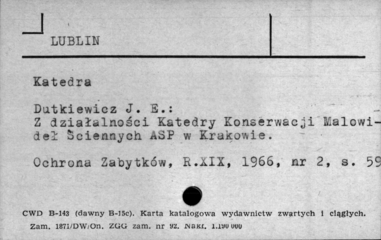 LUBLIN
Katedra
Dutkiewicz J. E.:
Z działalności Katedry Konserwacji Malowi-
deł Ściennych ASP w Krakowie.
Ochrona Zabytków, R.XIX, 1966, nr 2, s. 59
CWD B-143 (dawny B-15c). Karta katalogowa wydawnictw zwartych i ciągłych.
Zam. 1871/DW/On. ZGG zam. nr 92. Nakł. 1.190 000